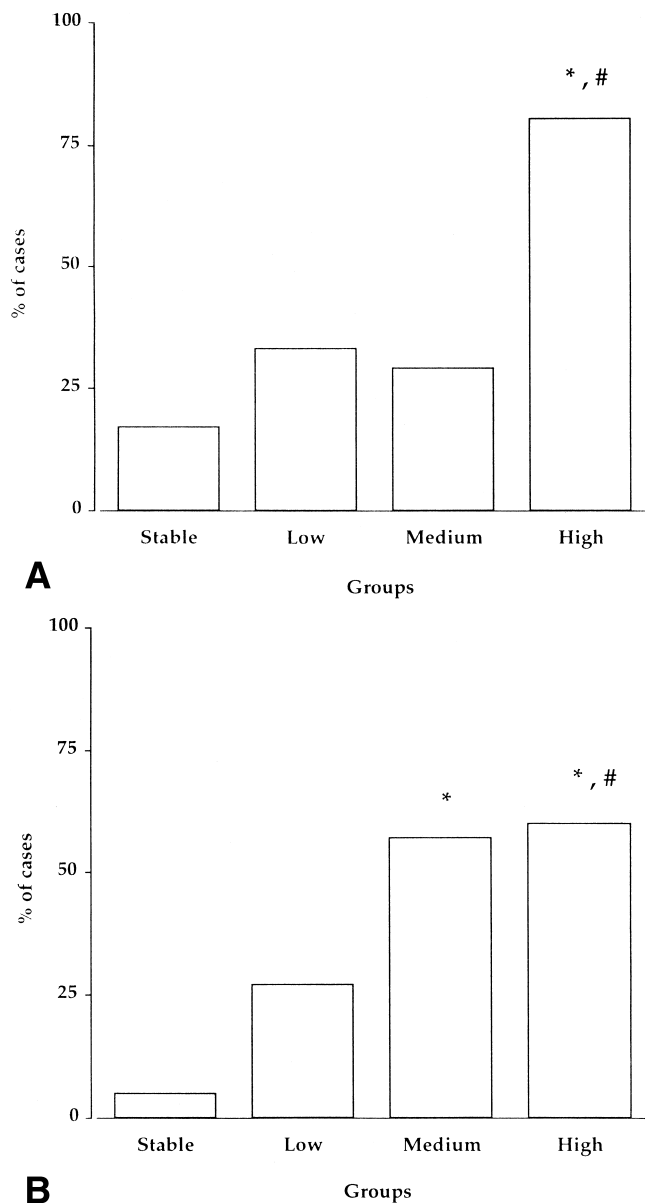 100
*, #
75
% of cases
50
25
0
Stable Low Medium High
A
Groups
100
75
*, #
*
% of cases
50
25
0
Stable Low Medium High
B
Groups